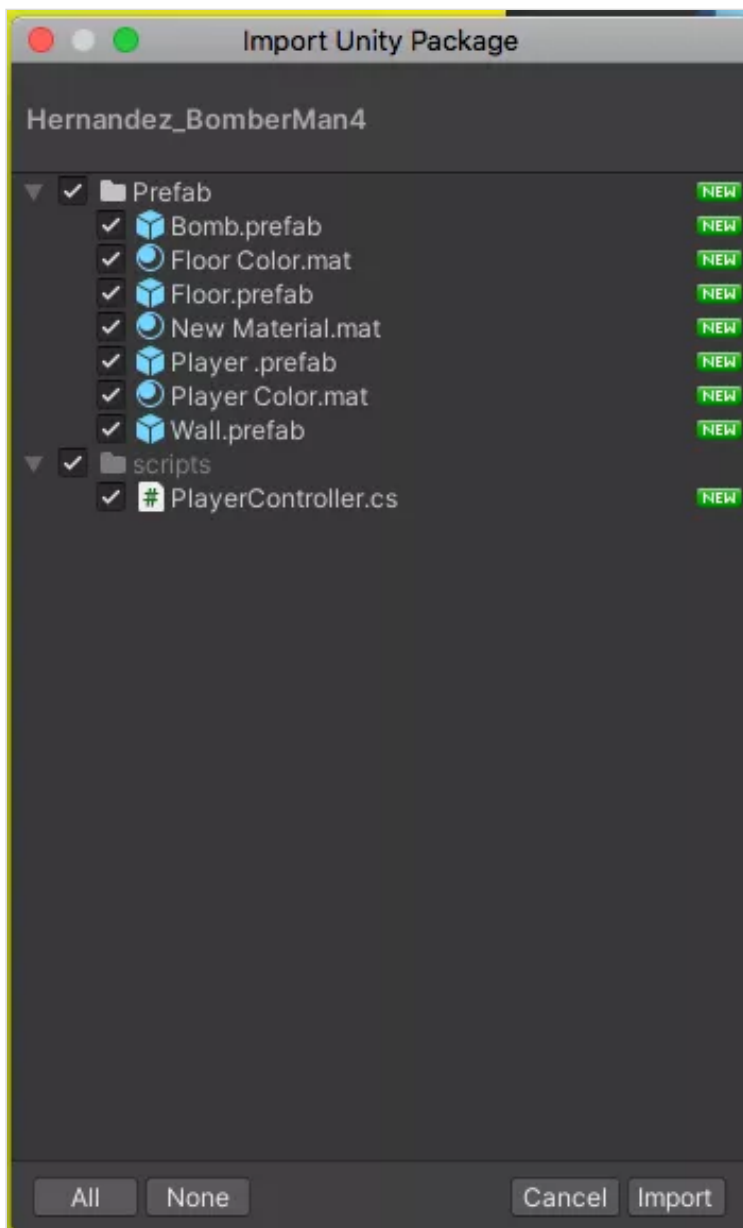 Import Unity Package
Hernandez_BomberMan4
Prefab NEW
Bomb.prefab NEW
Floor Color.mat NEW
Floor.prefab NEW
New Material.mat NEW
Player .prefab NEW
Player Color.mat NEW
Wall.prefab NEW
scripts
# PlayerController.cs NEW
All None Cancel Import